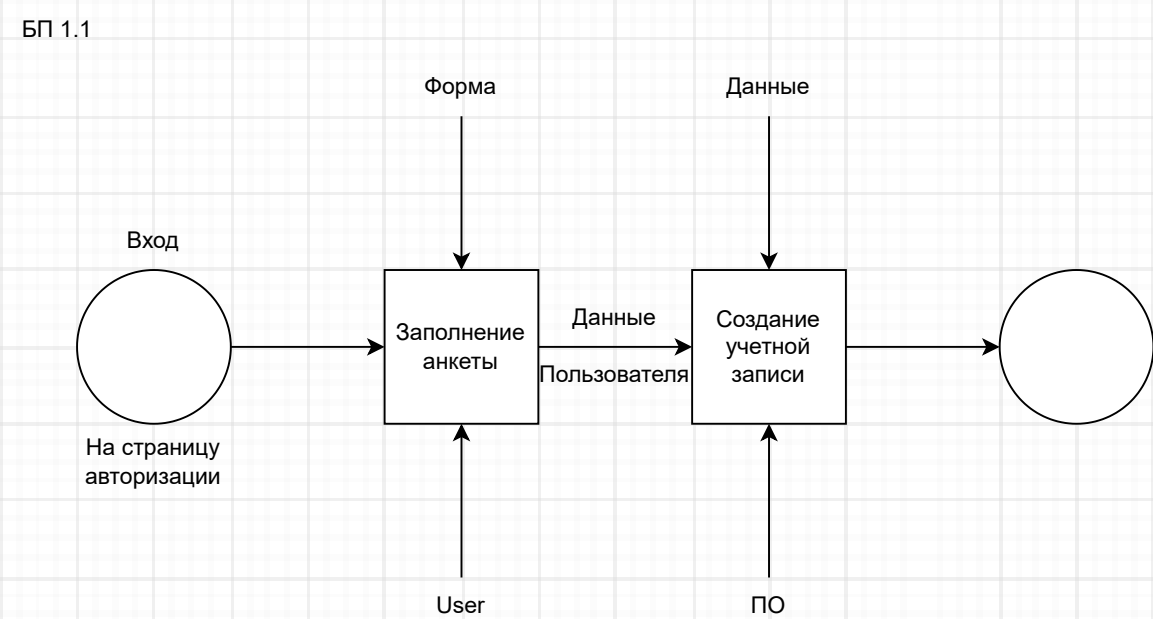 БП 1.1
Форма
Данные
Вход
Заполнение
анкеты
Данные
Пользователя
Создание
учетной
записи
На страницу
авторизации
User
ПО